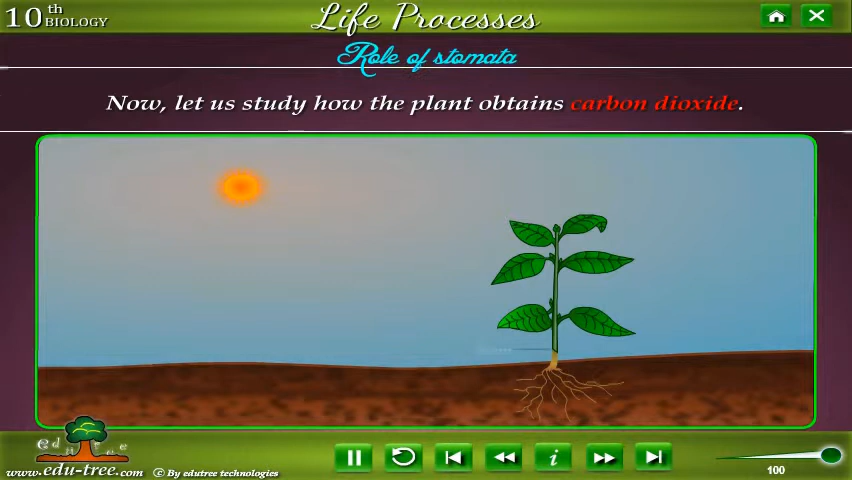 10th
BIOLOGY
Life Processes
Role of stomata
Now, let us study how the plant obtains carbon dioxide.
i
100
www.edu-tree.com
© By edutree technologies